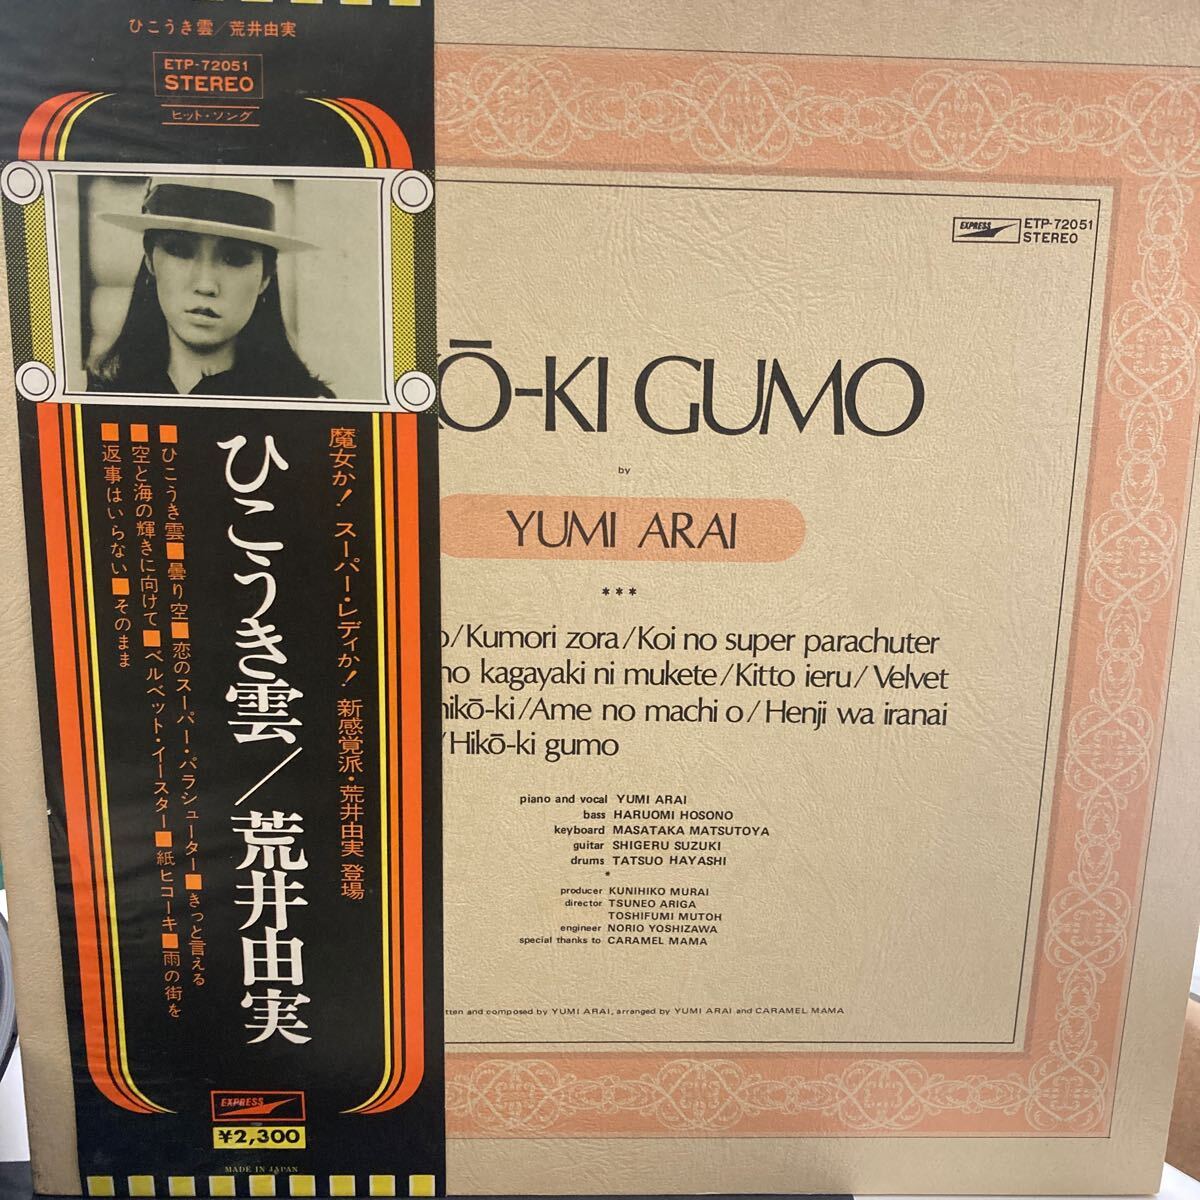 ひこうき雲/荒井由実
ETP-72051
STEREO
ヒット・ソング
魔女か! スーパー・レディか! 新感覚派・荒井由実 登場
ひこうき雲/荒井由実
■ひこうき雲■曇り空■恋のスーパー・パラシューター■きっと言える
■空と海の輝きに向けて■ベルベット・イースター■紙ヒコーキ■雨の街を
■返事はいらない■そのまま
EXPRESS
¥2,300
MADE IN JAPAN
EXPRESS
ETP-72051
STEREO
KŌ-KI GUMO
by
YUMI ARAI
***
o/Kumori zora/Koi no super parachuter
no kagayaki ni mukete/Kitto ieru/Velvet
hikō-ki/Ame no machi o/Henji wa iranai
/Hikō-ki gumo
piano and vocal YUMI ARAI
bass HARUOMI HOSONO
keyboard MASATAKA MATSUTOYA
guitar SHIGERU SUZUKI
drums TATSUO HAYASHI
*
producer KUNIHIKO MURAI
director TSUNEO ARIGA
TOSHIFUMI MUTOH
engineer NORIO YOSHIZAWA
special thanks to CARAMEL MAMA
tten and composed by YUMI ARAI, arranged by YUMI ARAI and CARAMEL MAMA